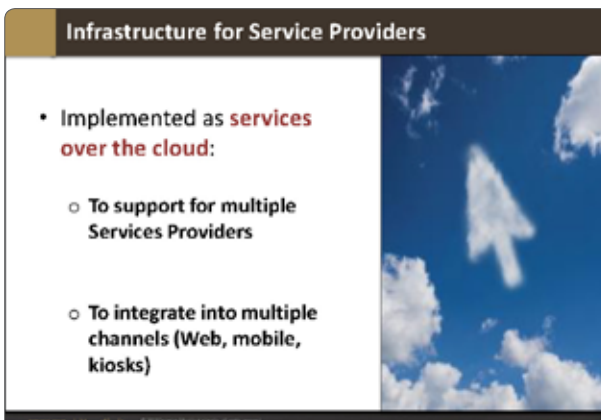 Infrastructure for Service Providers
• Implemented as services
over the cloud:
o To support for multiple
Services Providers
o To integrate into multiple
channels (Web, mobile,
kiosks)